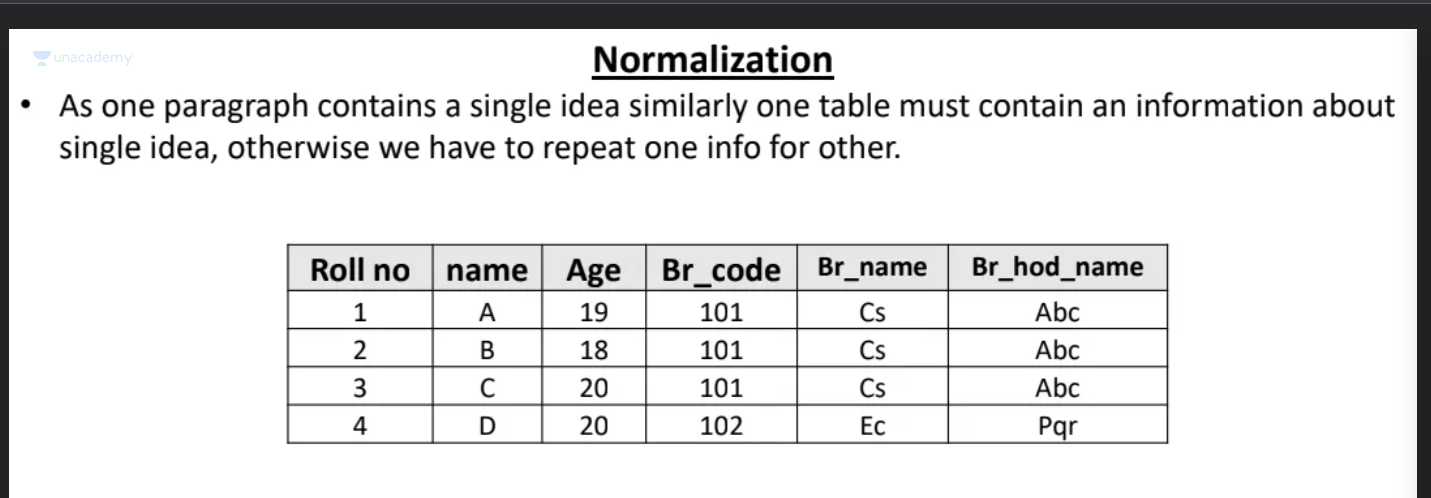 unacademy
Normalization
• As one paragraph contains a single idea similarly one table must contain an information about
single idea, otherwise we have to repeat one info for other.
Roll no name Age Br_code Br_name Br_hod_name
1 A 19 101 Cs Abc
2 B 18 101 Cs Abc
3 C 20 101 Cs Abc
4 D 20 102 Ec Pqr